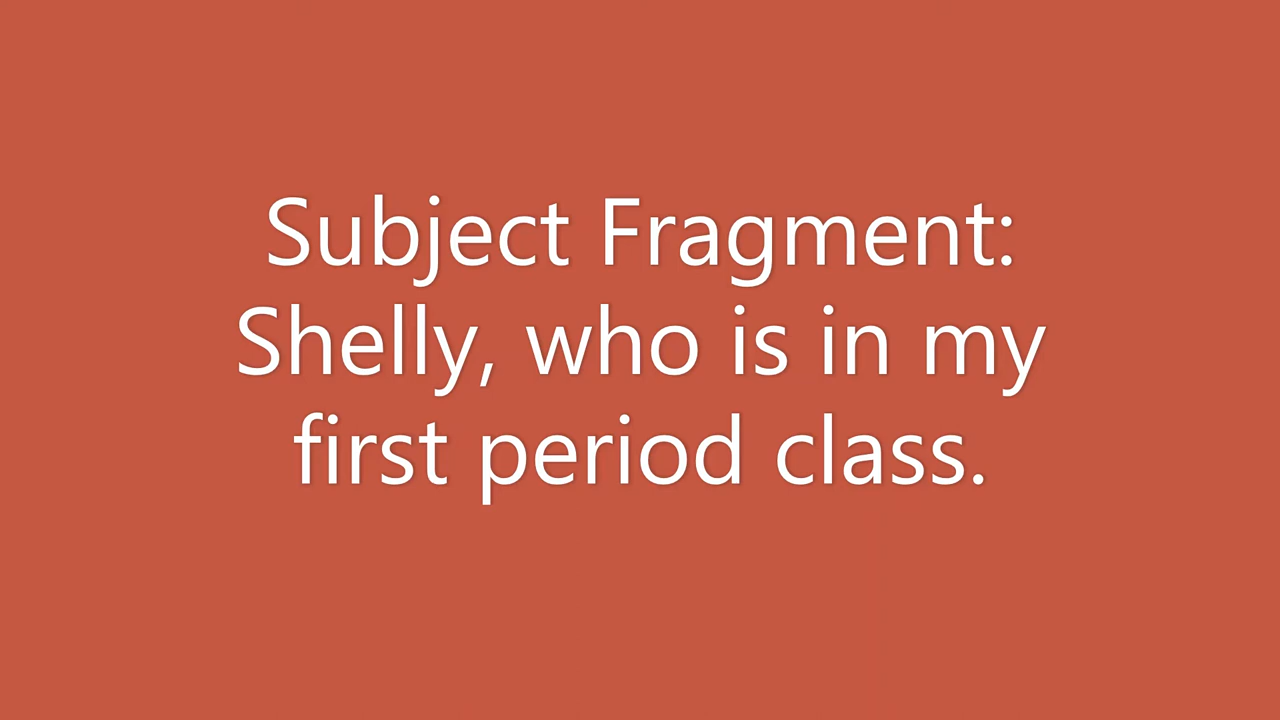 Subject Fragment:
Shelly, who is in my
first period class.